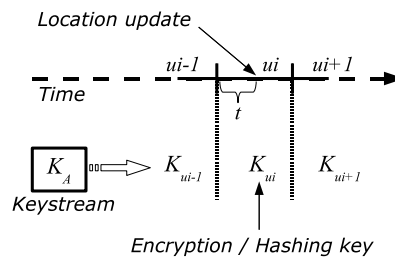 Location update
ui-1 ui ui+1
Time
t
K_A K_ui-1 K_ui K_ui+1
Keystream
Encryption / Hashing key